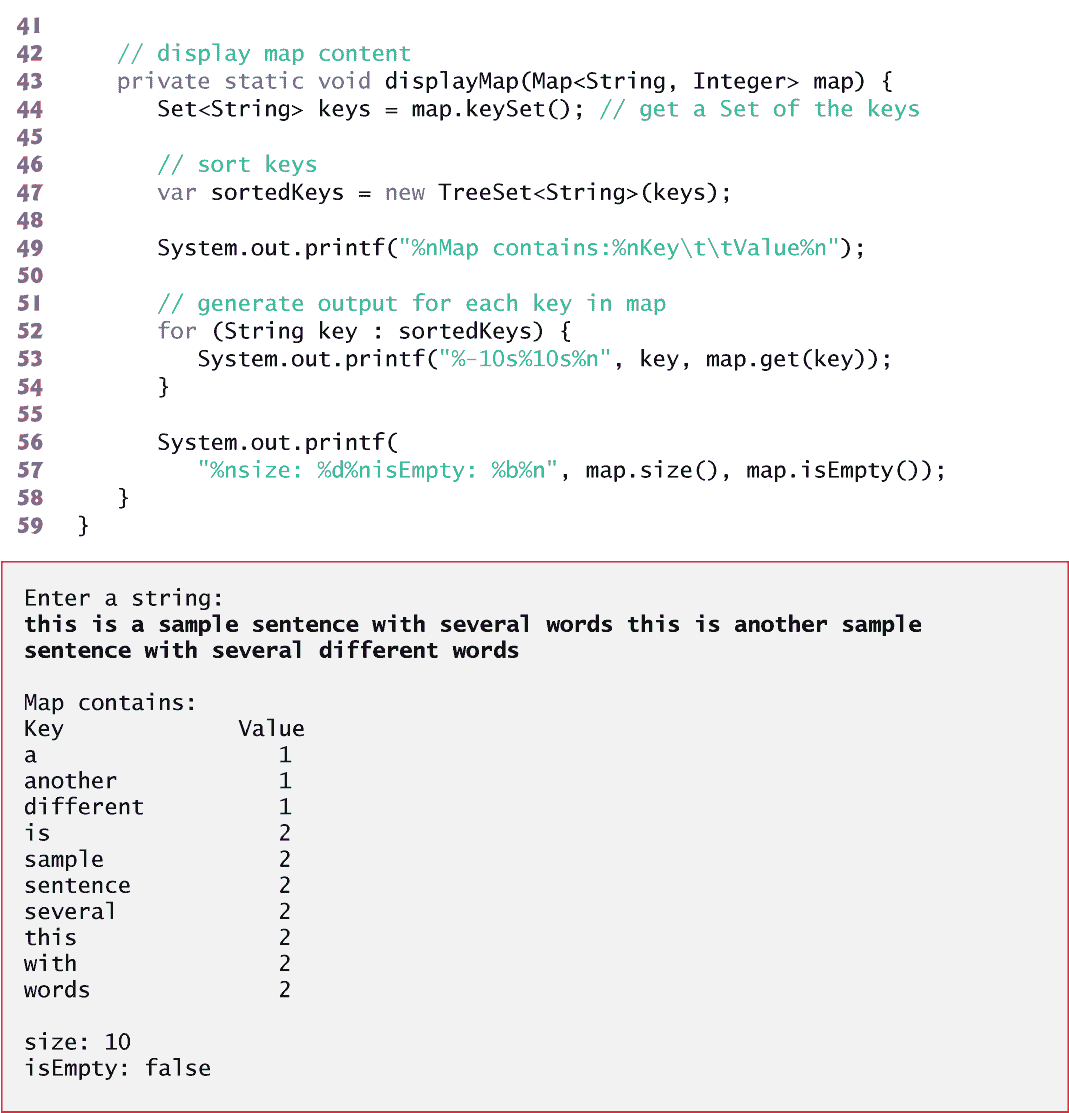 41
42 // display map content
43 private static void displayMap(Map<String, Integer> map) {
44 Set<String> keys = map.keySet(); // get a Set of the keys
45
46 // sort keys
47 var sortedKeys = new TreeSet<String>(keys);
48
49 System.out.printf("%nMap contains:%nKey\t\tValue%n");
50
51 // generate output for each key in map
52 for (String key : sortedKeys) {
53 System.out.printf("%-10s%10s%n", key, map.get(key));
54 }
55
56 System.out.printf(
57 "%nsize: %d%nisEmpty: %b%n", map.size(), map.isEmpty());
58 }
59 }
Enter a string:
this is a sample sentence with several words this is another sample
sentence with several different words
Map contains:
Key Value
a 1
another 1
different 1
is 2
sample 2
sentence 2
several 2
this 2
with 2
words 2
size: 10
isEmpty: false